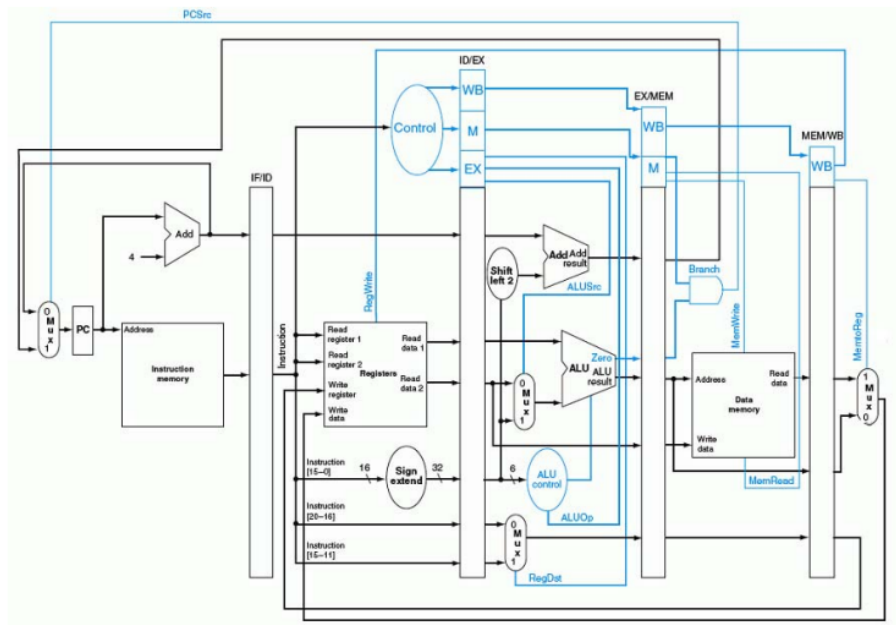 PCSrc
ID/EX
WB
EX/MEM
Control
M
WB
MEM/WB
EX
M
WB
IF/ID
Add
4
Add Add
result
Shift
left 2
Branch
ALUSrc
RegWrite
MemWrite
MemtoReg
0
M
u
x
1
PC
Address
Instruction
memory
Instruction
Read
register 1
Read
register 2
Write
register
Write
data
Registers
Read
data 1
Read
data 2
0
M
u
x
1
Zero
ALU ALU
result
Address
Read
data
Data
memory
Write
data
1
M
u
x
0
Instruction
[15–0]
16
Sign
extend
32
6
ALU
control
MemRead
Instruction
[20–16]
ALUOp
Instruction
[15–11]
0
M
u
x
1
RegDst